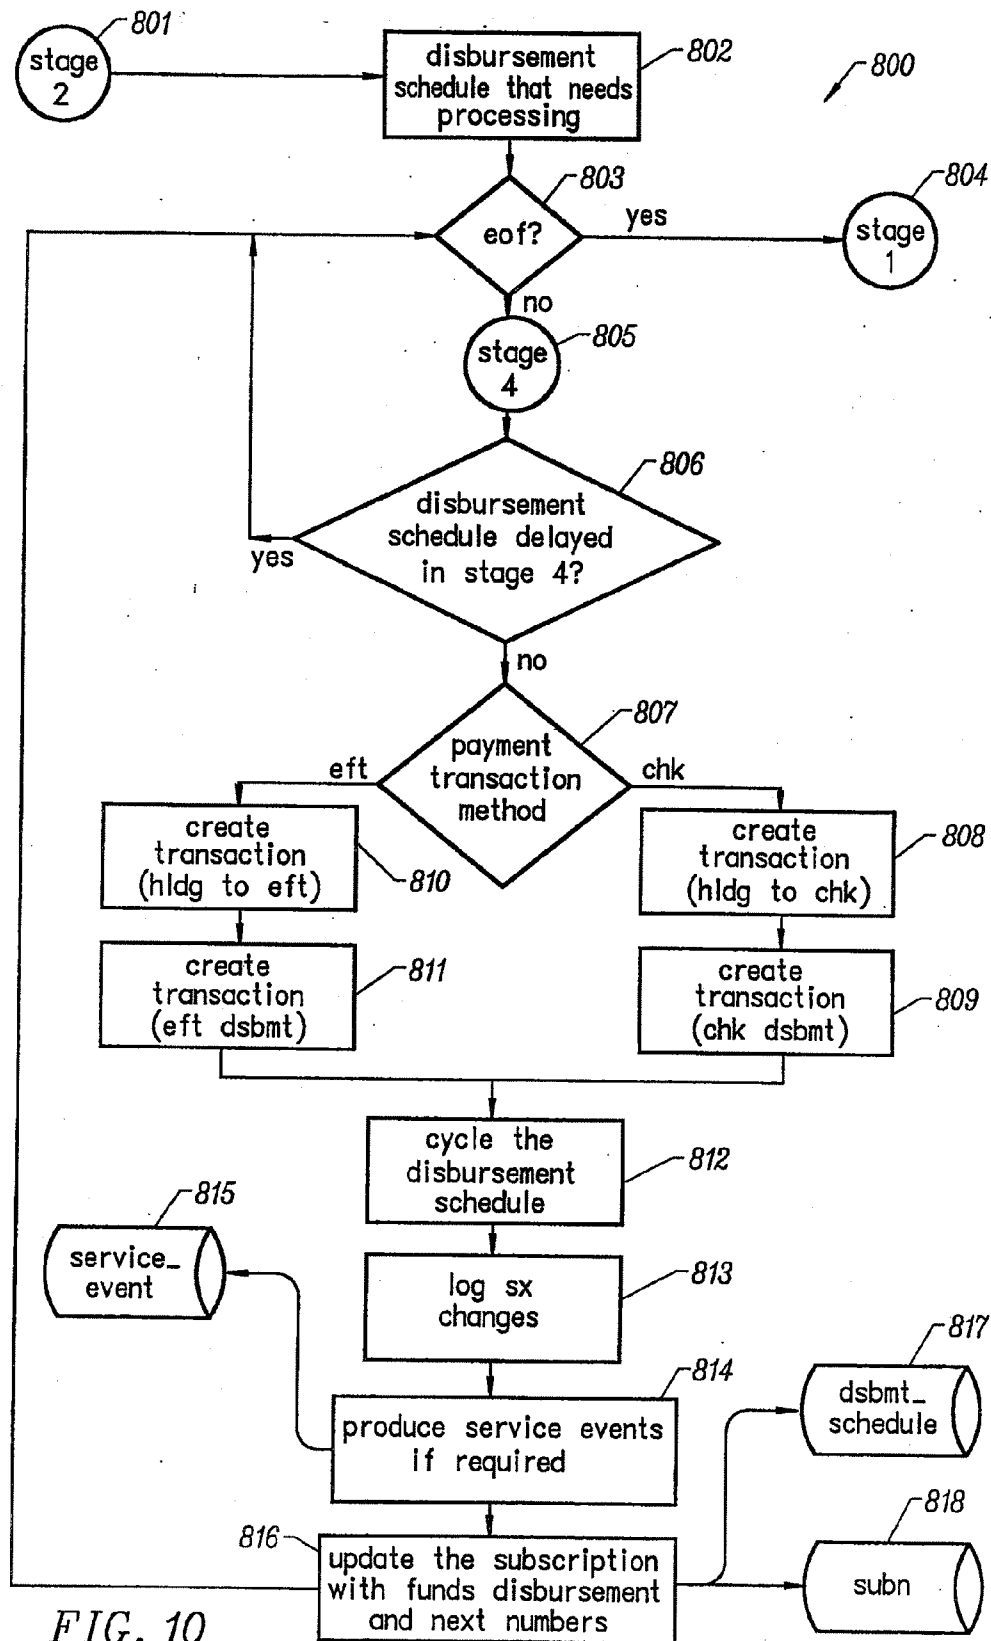 801
stage
2
disbursement
schedule that needs
processing
802
800
803
eof?
yes
804
stage
1
no
stage
4
805
806
disbursement
schedule delayed
in stage 4?
yes
no
807
payment
transaction
method
eft
chk
create
transaction
(hldg to eft)
810
create
transaction
(hldg to chk)
808
create
transaction
(eft dsbmt)
811
create
transaction
(chk dsbmt)
809
cycle the
disbursement
schedule
812
815
service_
event
log sx
changes
813
814
produce service events
if required
817
dsbmt_
schedule
816
update the subscription
with funds disbursement
and next numbers
818
subn
FIG. 10